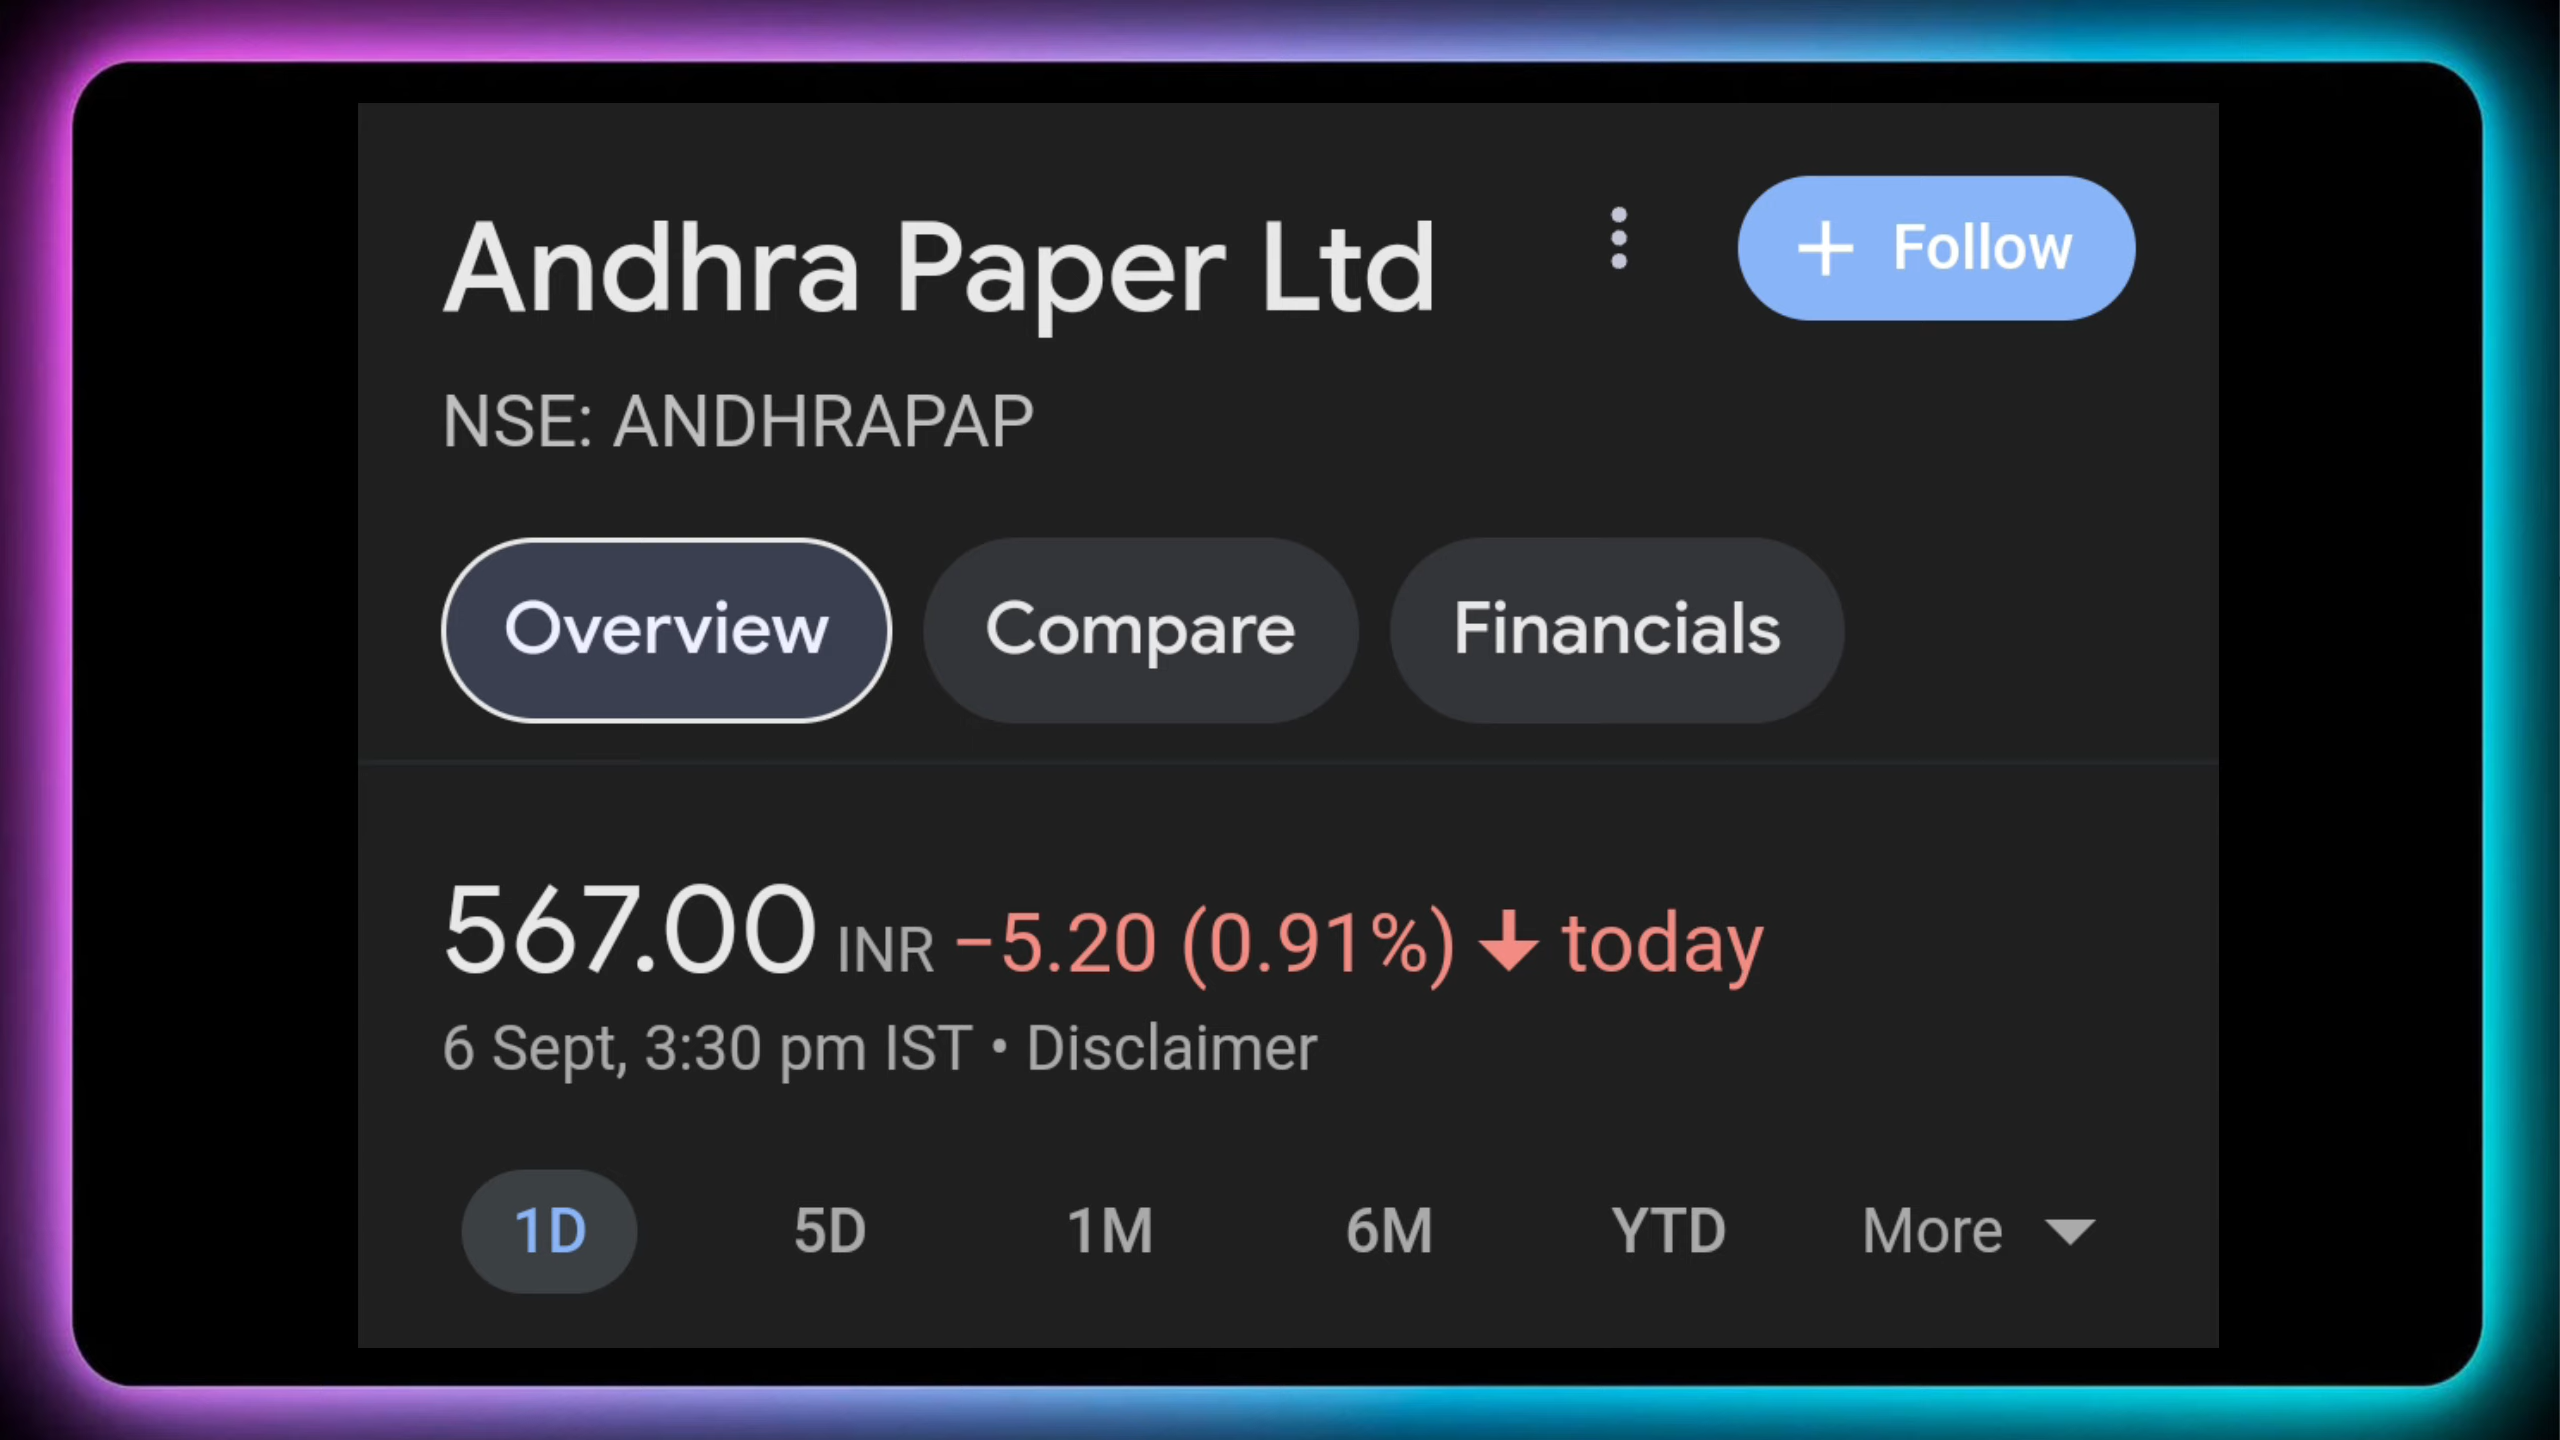 Andhra Paper Ltd
+ Follow
NSE: ANDHRAPAP
Overview Compare Financials
567.00 INR −5.20 (0.91%) ↓ today
6 Sept, 3:30 pm IST • Disclaimer
1D 5D 1M 6M YTD More